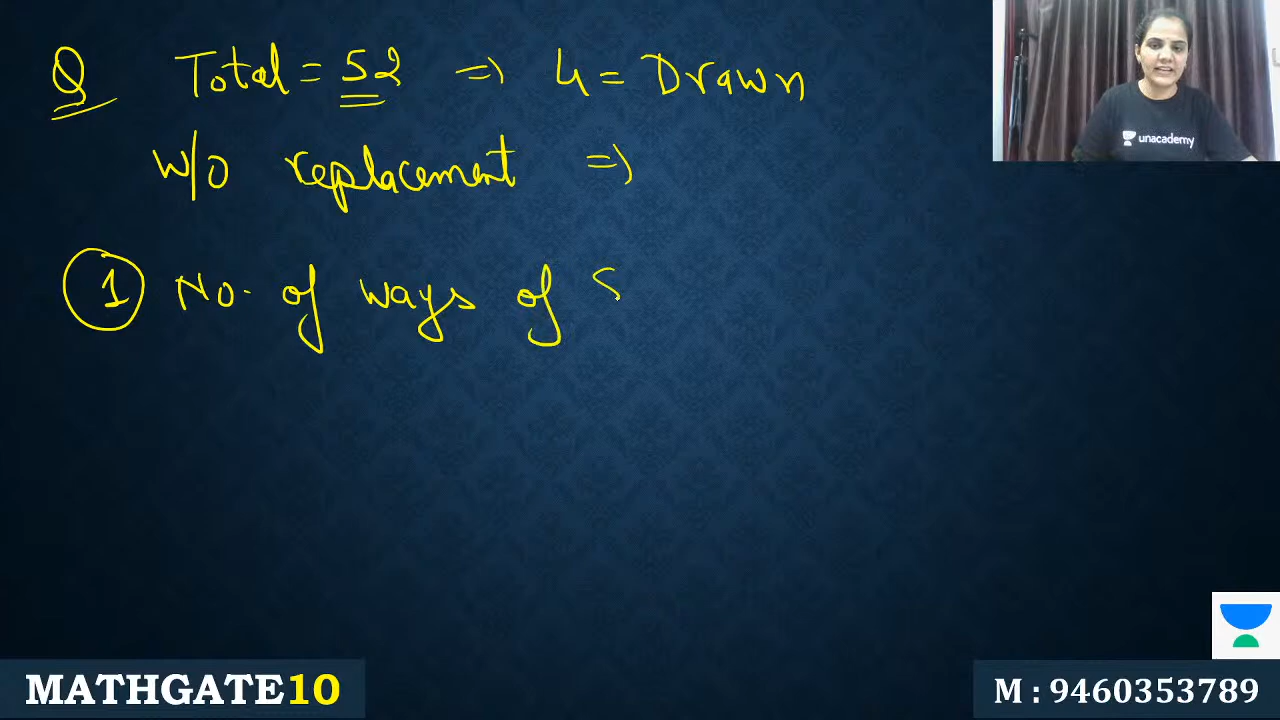 Q Total = 52 => 4 = Drawn
w/o replacement =>
1 No. of ways of S
unacademy
MATHGATE10
M : 9460353789